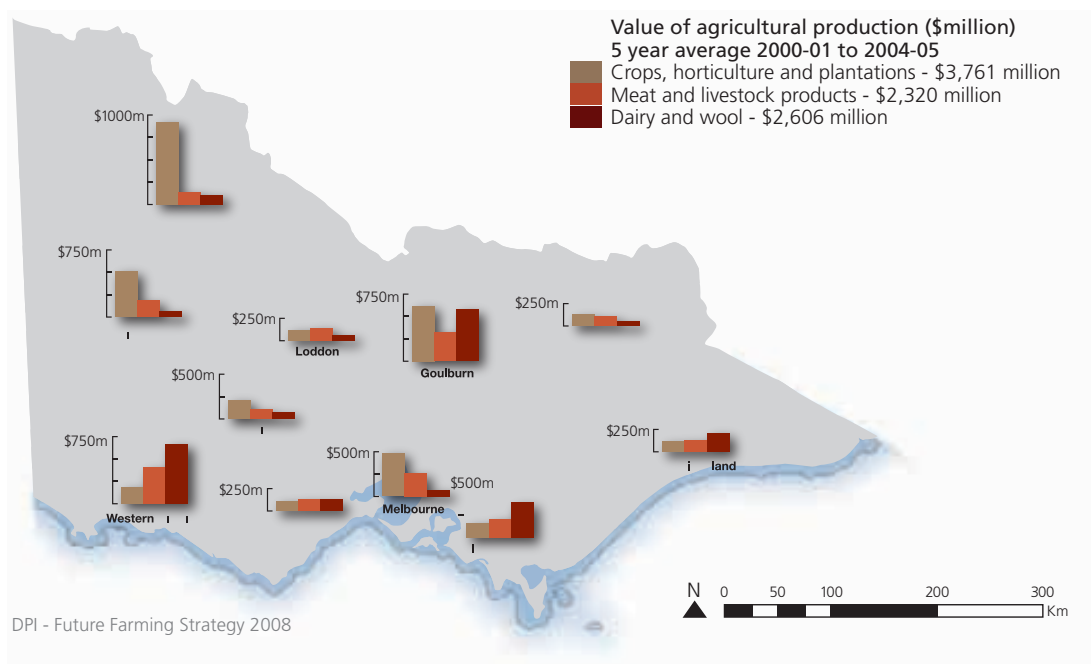 Value of agricultural production ($million)
5 year average 2000-01 to 2004-05
Crops, horticulture and plantations - $3,761 million
Meat and livestock products - $2,320 million
Dairy and wool - $2,606 million
$1000m
$750m
$250m
Loddon
$750m
Goulburn
$250m
$500m
$750m
Western
$250m
$500m
Melbourne
$500m
$250m
land
N 0 50 100 200 300
Km
DPI - Future Farming Strategy 2008